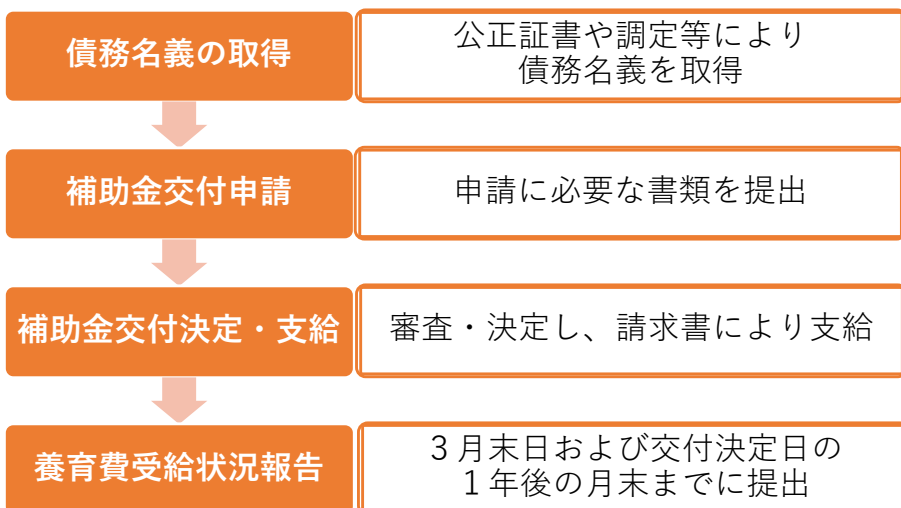 債務名義の取得
公正証書や調定等により
債務名義を取得
補助金交付申請
申請に必要な書類を提出
補助金交付決定・支給
審査・決定し、請求書により支給
養育費受給状況報告
３月末日および交付決定日の
１年後の月末までに提出